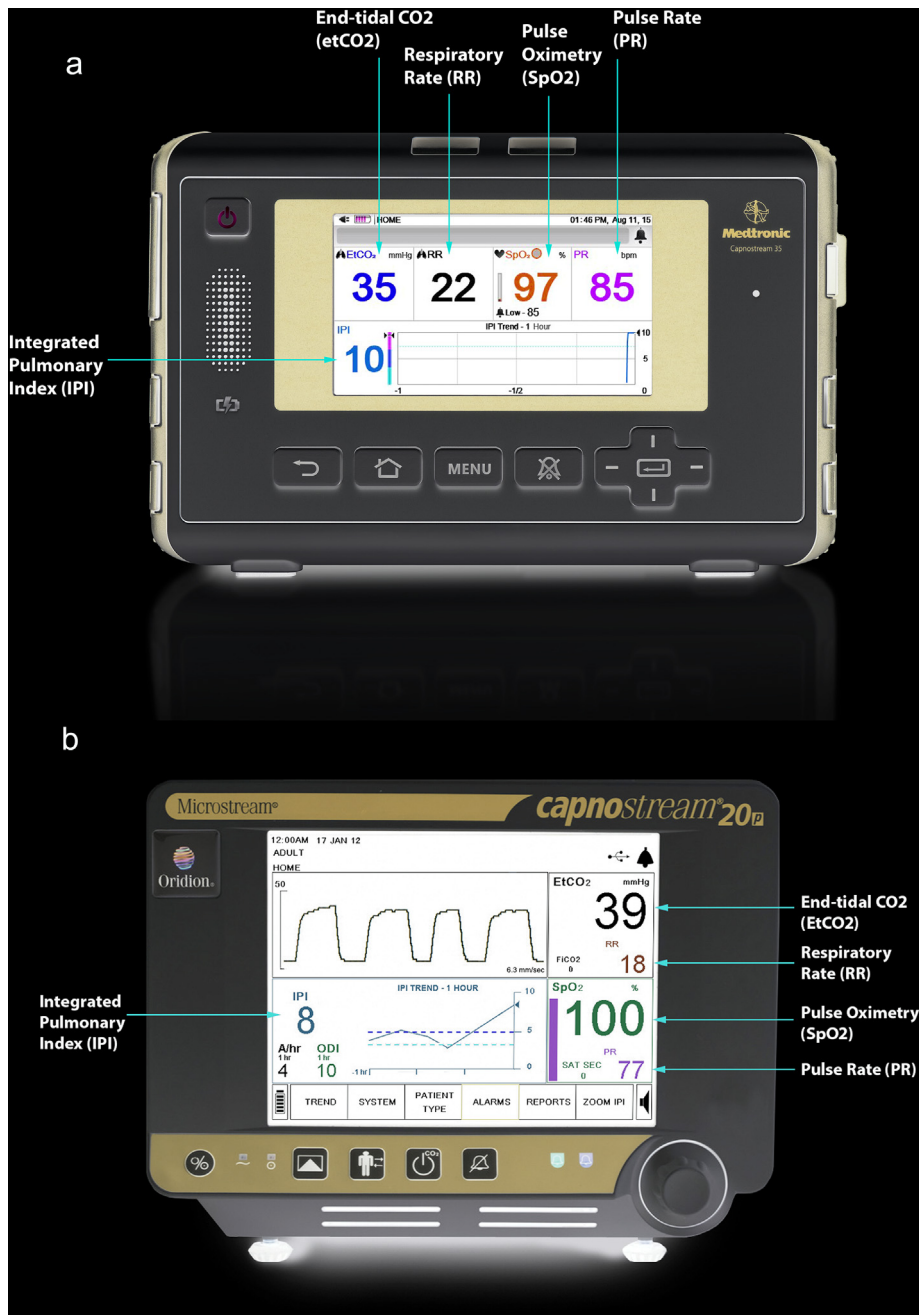 a
End-tidal CO2
(etCO2)
Respiratory
Rate (RR)
Pulse
Oximetry
(SpO2)
Pulse Rate
(PR)
HOME
01:46 PM, Aug 11, 15
EtCO₂ mmHg
RR
SpO₂ %
PR bpm
35
22
97
85
Low - 85
IPI
10
IPI Trend - 1 Hour
10
5
-1
-1/2
0
Medtronic
Capnostream 35
Integrated
Pulmonary
Index (IPI)
MENU
b
Microstream®
capnostream®20p
Oridion®
12:00AM 17 JAN 12
ADULT
HOME
50
6.3 mm/sec
EtCO₂ mmHg
39
RR
FiCO2
0
18
IPI
8
IPI TREND - 1 HOUR
10
5
0
-1 hr
A/hr
1 hr
4
ODI
1 hr
10
SpO₂ %
100
PR
SAT SEC
0
77
TREND
SYSTEM
PATIENT
TYPE
ALARMS
REPORTS
ZOOM IPI
Integrated
Pulmonary
Index (IPI)
End-tidal CO2
(EtCO2)
Respiratory
Rate (RR)
Pulse Oximetry
(SpO2)
Pulse Rate (PR)
%
CO₂